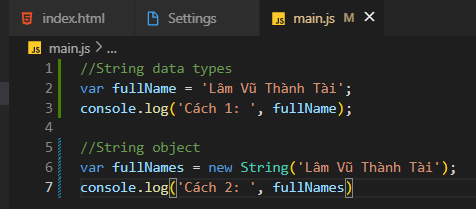 index.html Settings JS main.js M
JS main.js > ...
1 //String data types
2 var fullName = 'Lâm Vũ Thành Tài';
3 console.log('Cách 1: ', fullName);
4
5 //String object
6 var fullNames = new String('Lâm Vũ Thành Tài');
7 console.log('Cách 2: ', fullNames)